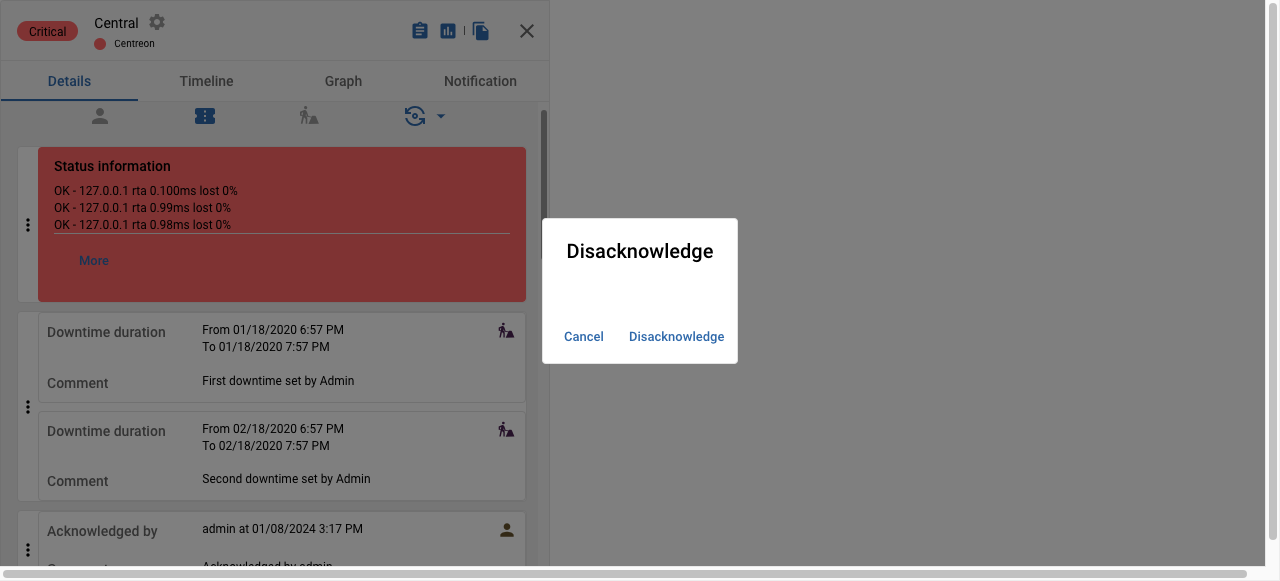 Critical
Central
Centreon
Details
Timeline
Graph
Notification
Status information
OK - 127.0.0.1 rta 0.100ms lost 0%
OK - 127.0.0.1 rta 0.99ms lost 0%
OK - 127.0.0.1 rta 0.98ms lost 0%
More
Disacknowledge
Cancel
Disacknowledge
Downtime duration
From 01/18/2020 6:57 PM
To 01/18/2020 7:57 PM
Comment
First downtime set by Admin
Downtime duration
From 02/18/2020 6:57 PM
To 02/18/2020 7:57 PM
Comment
Second downtime set by Admin
Acknowledged by
admin at 01/08/2024 3:17 PM
Comment
Acknowledged by admin